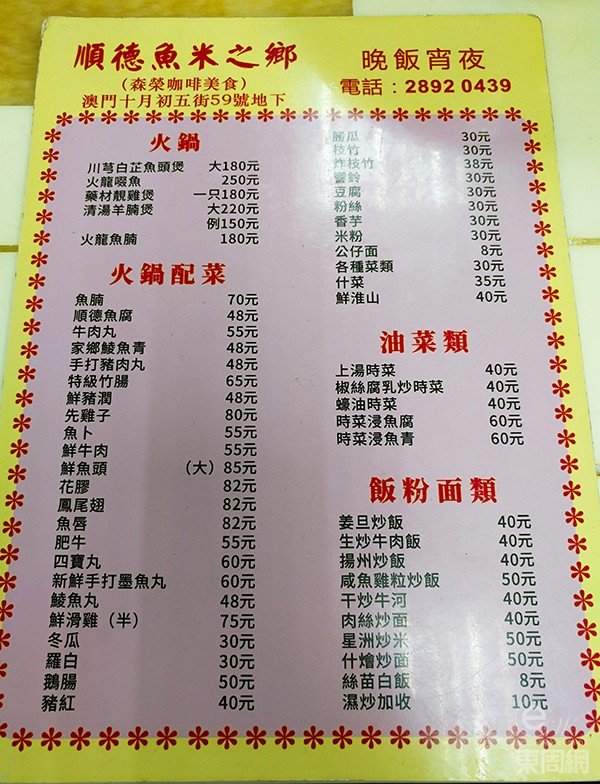 順德魚米之鄉
(森榮咖啡美食)
澳門十月初五街59號地下
晚飯宵夜
電話：2892 0439
火鍋
川芎白芷魚頭煲 大180元
火龍啜魚 250元
藥材靚雞煲 一只180元
清湯羊腩煲 大220元
例150元
火龍魚腩 180元
火鍋配菜
魚腩 70元
順德魚腐 48元
牛肉丸 55元
家鄉鯪魚青 48元
手打豬肉丸 48元
特級竹腸 65元
鮮豬潤 48元
先雞子 80元
魚卜 55元
鮮牛肉 55元
鮮魚頭 （大）85元
花膠 82元
鳳尾翅 82元
魚唇 82元
肥牛 55元
四寶丸 60元
新鮮手打墨魚丸 60元
鯪魚丸 48元
鮮滑雞（半） 75元
冬瓜 30元
羅白 30元
鵝腸 50元
豬紅 40元
勝瓜 30元
枝竹 30元
炸枝竹 38元
響鈴 30元
豆腐 30元
粉絲 30元
香芋 30元
米粉 30元
公仔面 8元
各種菜類 30元
什菜 35元
鮮淮山 40元
油菜類
上湯時菜 40元
椒絲腐乳炒時菜 40元
蠔油時菜 40元
時菜浸魚腐 60元
時菜浸魚青 60元
飯粉面類
姜旦炒飯 40元
生炒牛肉飯 40元
揚州炒飯 40元
咸魚雞粒炒飯 50元
干炒牛河 40元
肉絲炒面 40元
星洲炒米 50元
什燴炒面 50元
絲苗白飯 8元
濕炒加收 10元
東周網